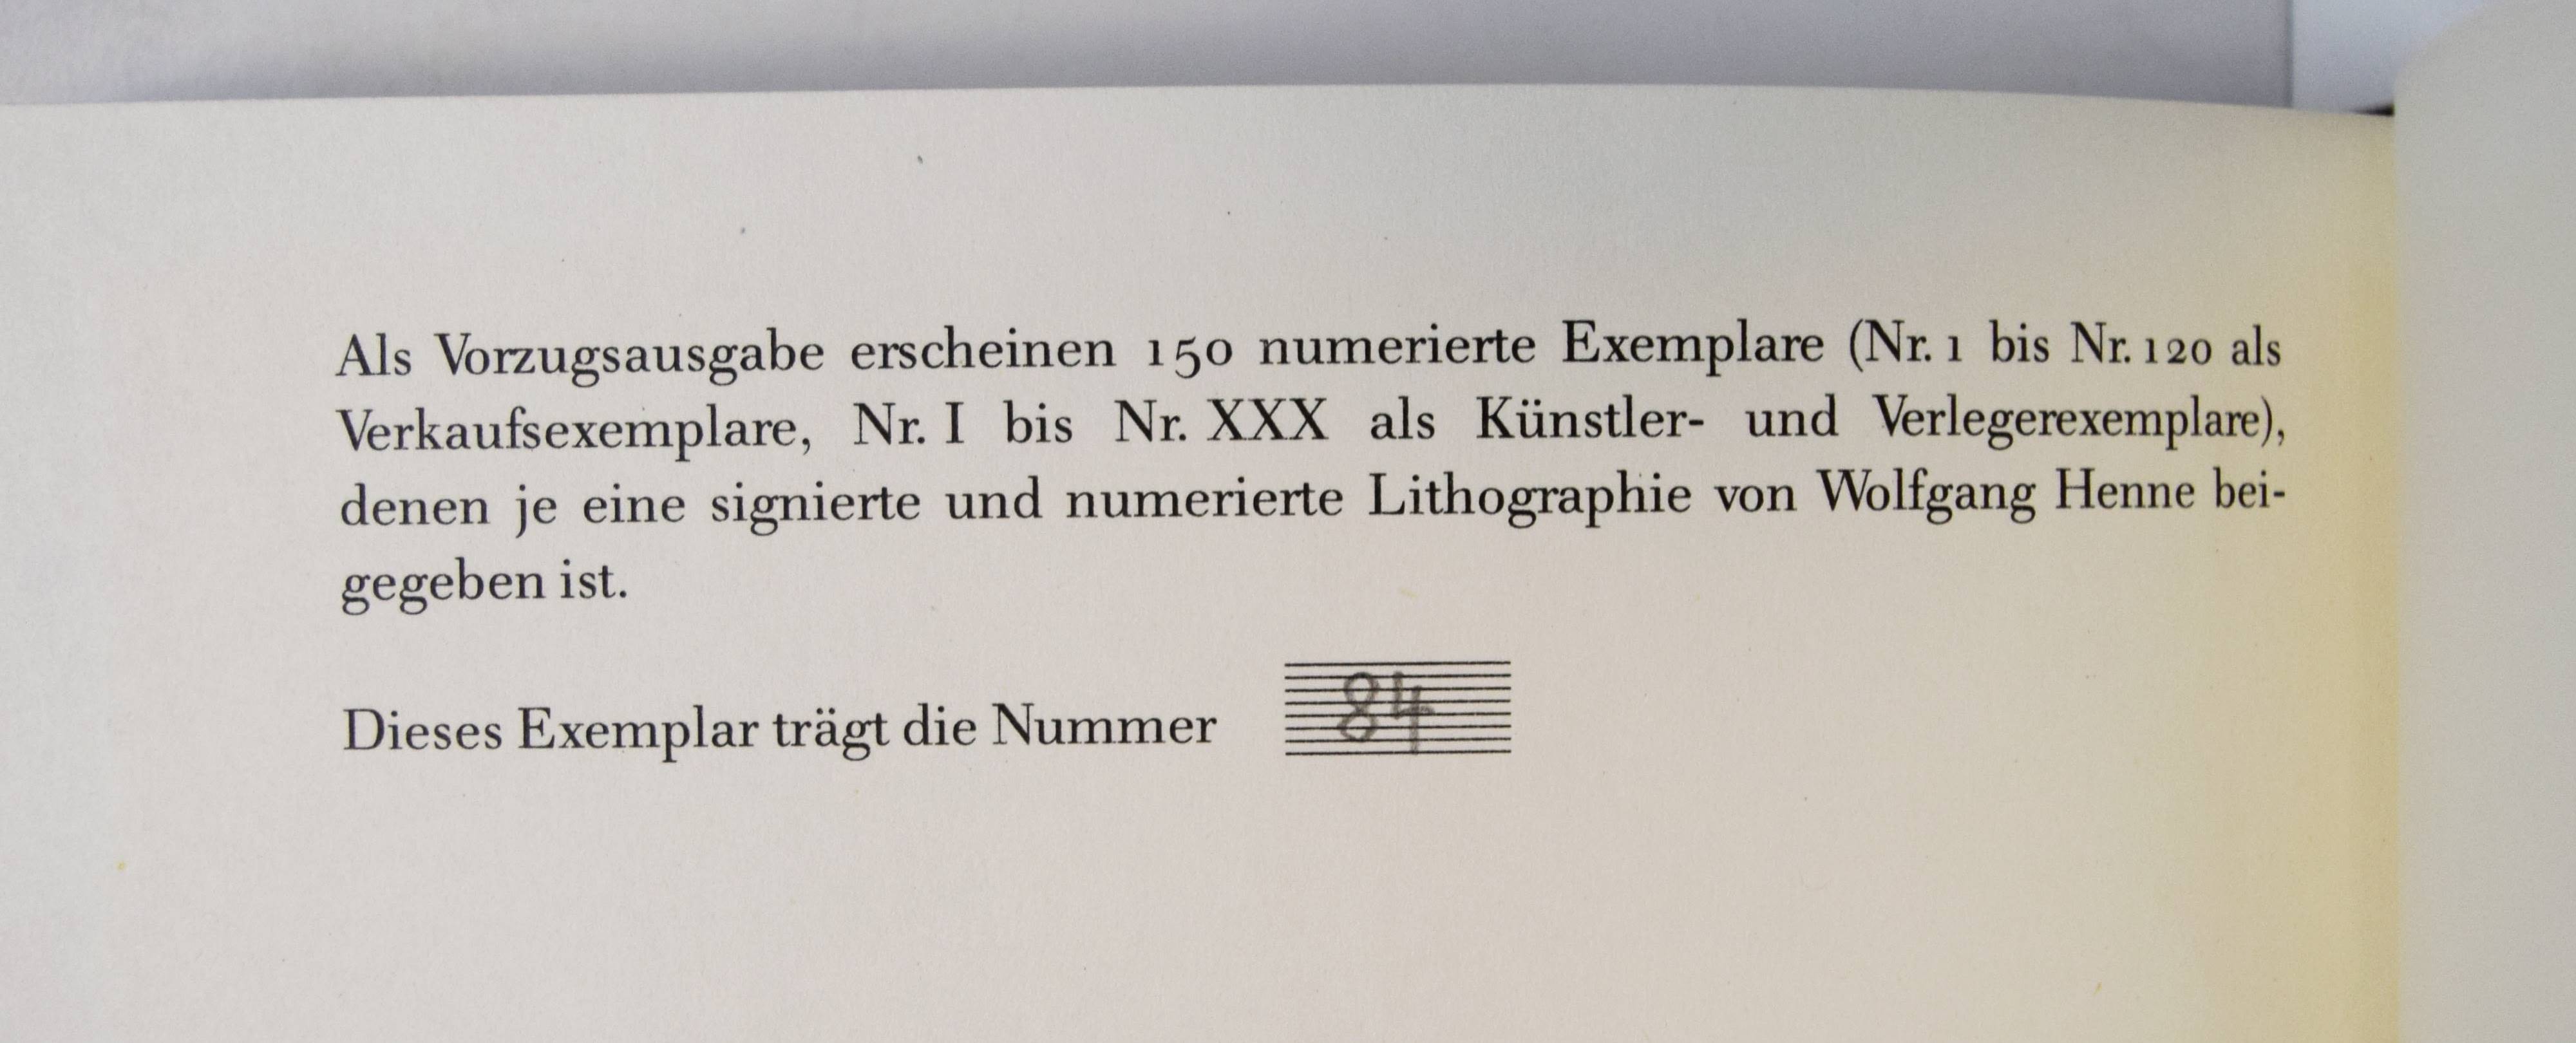 Als Vorzugsausgabe erscheinen 150 numerierte Exemplare (Nr. 1 bis Nr. 120 als
Verkaufsexemplare, Nr. I bis Nr. XXX als Künstler- und Verlegerexemplare),
denen je eine signierte und numerierte Lithographie von Wolfgang Henne bei-
gegeben ist.
Dieses Exemplar trägt die Nummer 84